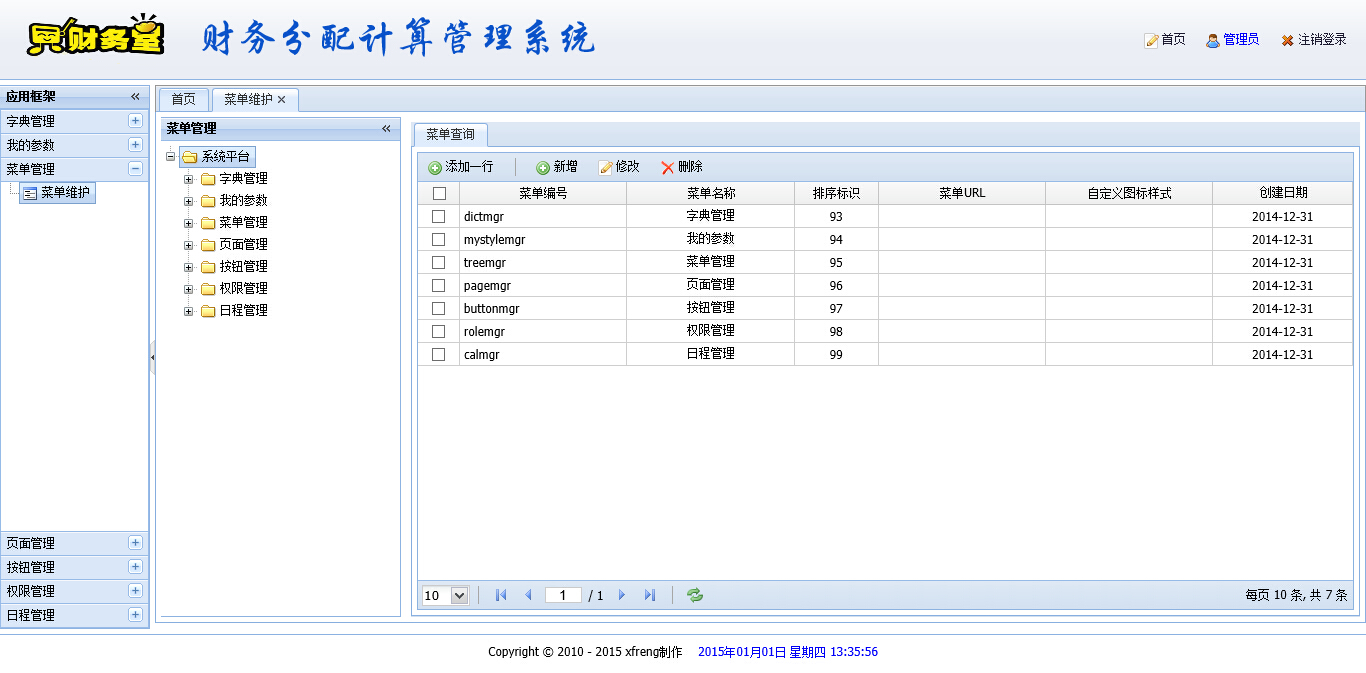 财务堂 财务分配计算管理系统 首页 管理员 注销登录
应用框架 «
字典管理
我的参数
菜单管理
菜单维护
页面管理
按钮管理
权限管理
日程管理
首页 菜单维护
菜单管理 «
系统平台
字典管理
我的参数
菜单管理
页面管理
按钮管理
权限管理
日程管理
菜单查询
添加一行 新增 修改 删除
菜单编号 菜单名称 排序标识 菜单URL 自定义图标样式 创建日期
dictmgr 字典管理 93 2014-12-31
mystylemgr 我的参数 94 2014-12-31
treemgr 菜单管理 95 2014-12-31
pagemgr 页面管理 96 2014-12-31
buttonmgr 按钮管理 97 2014-12-31
rolemgr 权限管理 98 2014-12-31
calmgr 日程管理 99 2014-12-31
10 1 / 1 每页 10 条, 共 7 条
Copyright © 2010 - 2015 xfreng制作 2015年01月01日 星期四 13:35:56